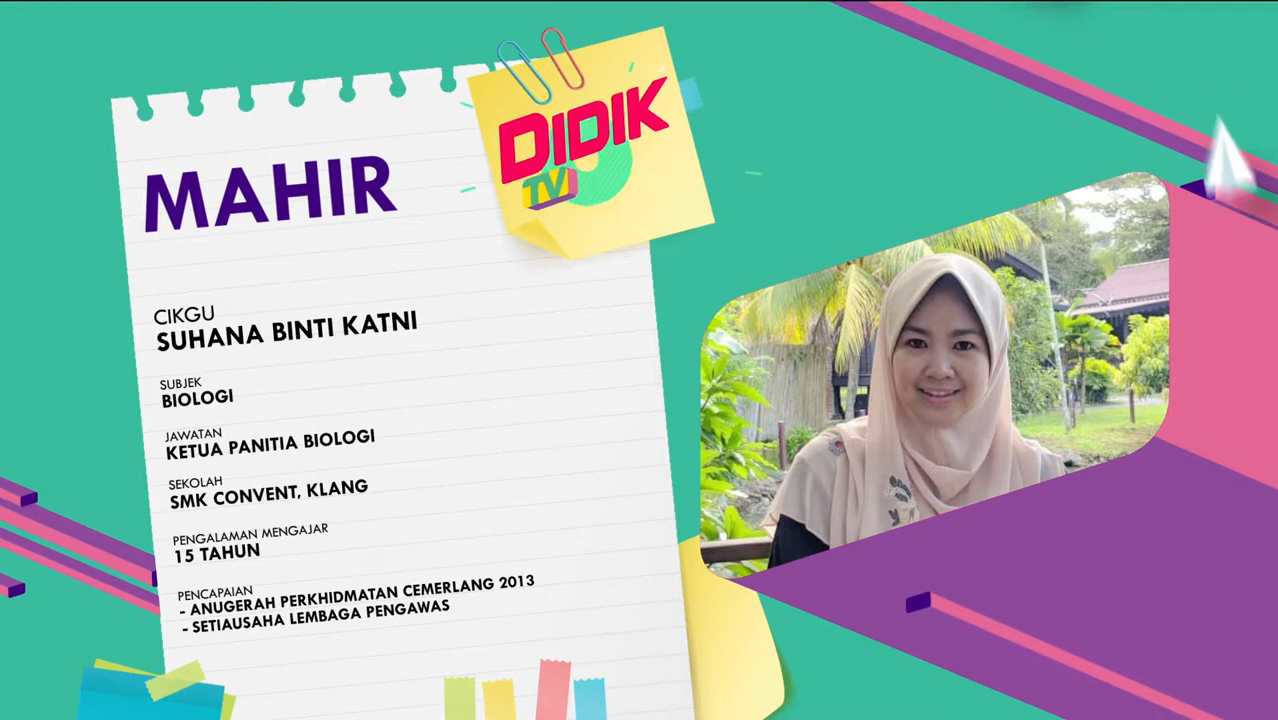 MAHIR
DIDIK
TV
CIKGU
SUHANA BINTI KATNI
SUBJEK
BIOLOGI
JAWATAN
KETUA PANITIA BIOLOGI
SEKOLAH
SMK CONVENT, KLANG
PENGALAMAN MENGAJAR
15 TAHUN
PENCAPAIAN
- ANUGERAH PERKHIDMATAN CEMERLANG 2013
- SETIAUSAHA LEMBAGA PENGAWAS